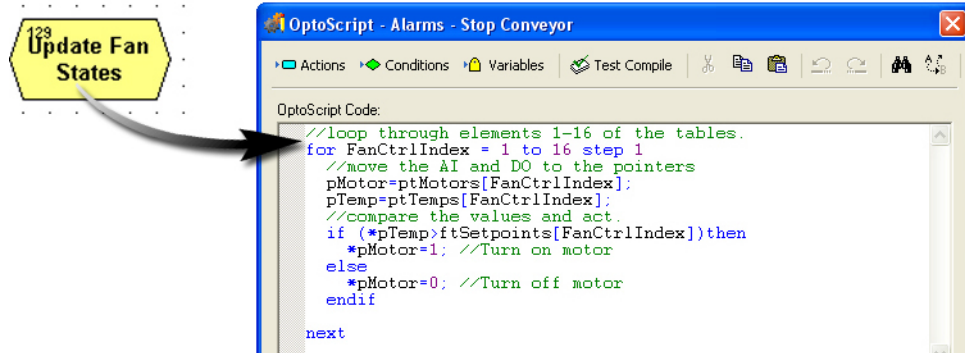 129
Update Fan
States
OptoScript - Alarms - Stop Conveyor
Actions Conditions Variables Test Compile
OptoScript Code:
//loop through elements 1-16 of the tables.
for FanCtrlIndex = 1 to 16 step 1
//move the AI and DO to the pointers
pMotor=ptMotors[FanCtrlIndex];
pTemp=ptTemps[FanCtrlIndex];
//compare the values and act.
if (*pTemp>ftSetpoints[FanCtrlIndex])then
*pMotor=1; //Turn on motor
else
*pMotor=0; //Turn off motor
endif
next